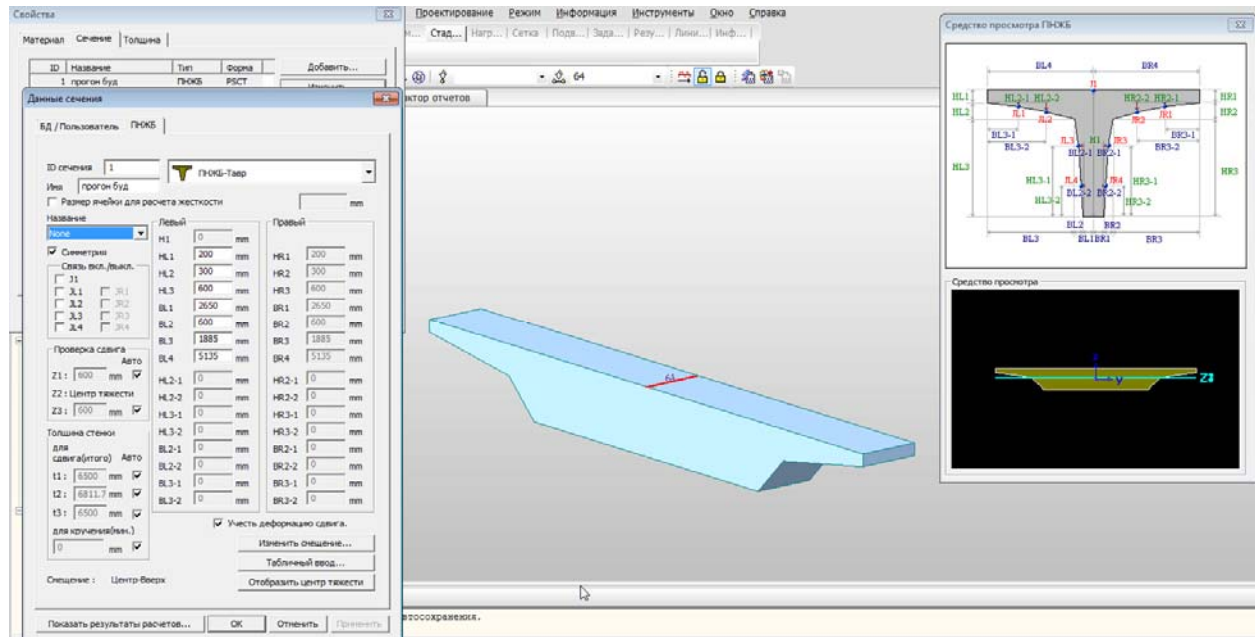 Свойства
Проектирование Режим Информация Инструменты Окно Справка
Материал Сечение Толщина
Стад... Нагр... Сетка Подв... Зада... Резу... Лини... Инф...
ID Название Тип Форма Добавить...
1 прогон буд ПНЖБ PSCT
64
Данные сечения
актор отчетов
БД / Пользователь ПНЖБ
ID сечения 1 ПНЖБ-Тавр
Имя прогон буд
Размер ячейки для расчета жесткости mm
Название
None
Симметрия
Связь вкл./выкл.
J1
JL1 JR1
JL2 JR2
JL3 JR3
JL4 JR4
Проверка сдвига
Авто
Z1: 600 mm
Z2: Центр тяжести
Z3: 600 mm
Толщина стенки
для
сдвига(итого) Авто
t1: 6500 mm
t2: 6811.7 mm
t3: 6500 mm
для кручения(мин.)
0 mm
Левый Правый
H1 0 mm
HL1 200 mm HR1 200 mm
HL2 300 mm HR2 300 mm
HL3 600 mm HR3 600 mm
BL1 2650 mm BR1 2650 mm
BL2 600 mm BR2 600 mm
BL3 1885 mm BR3 1885 mm
BL4 5135 mm BR4 5135 mm
HL2-1 0 mm HR2-1 0 mm
HL2-2 0 mm HR2-2 0 mm
HL3-1 0 mm HR3-1 0 mm
HL3-2 0 mm HR3-2 0 mm
BL2-1 0 mm BR2-1 0 mm
BL2-2 0 mm BR2-2 0 mm
BL3-1 0 mm BR3-1 0 mm
BL3-2 0 mm BR3-2 0 mm
Учесть деформацию сдвига.
Изменить смещение...
Табличный ввод...
Смещение : Центр-Вверх Отобразить центр тяжести
Показать результаты расчетов... OK Отменить Применить
втосохранения.
64
Средство просмотра ПНЖБ
BL4 BR4
J1
HL1 HL2-1 HL2-2 HR2-2 HR2-1 HR1
HL2 JL1 JL2 JR2 JR1 HR2
BL3-1 BR3-1
BL3-2 JL3 H1 JR3 BR3-2
BL2-1 BR2-1
HL3 HR3
HL3-1 JL4 JR4 HR3-1
BL2-2 BR2-2
HL3-2 HR3-2
BL2 BR2
BL3 BL1 BR1 BR3
Средство просмотра
z
y
Z2